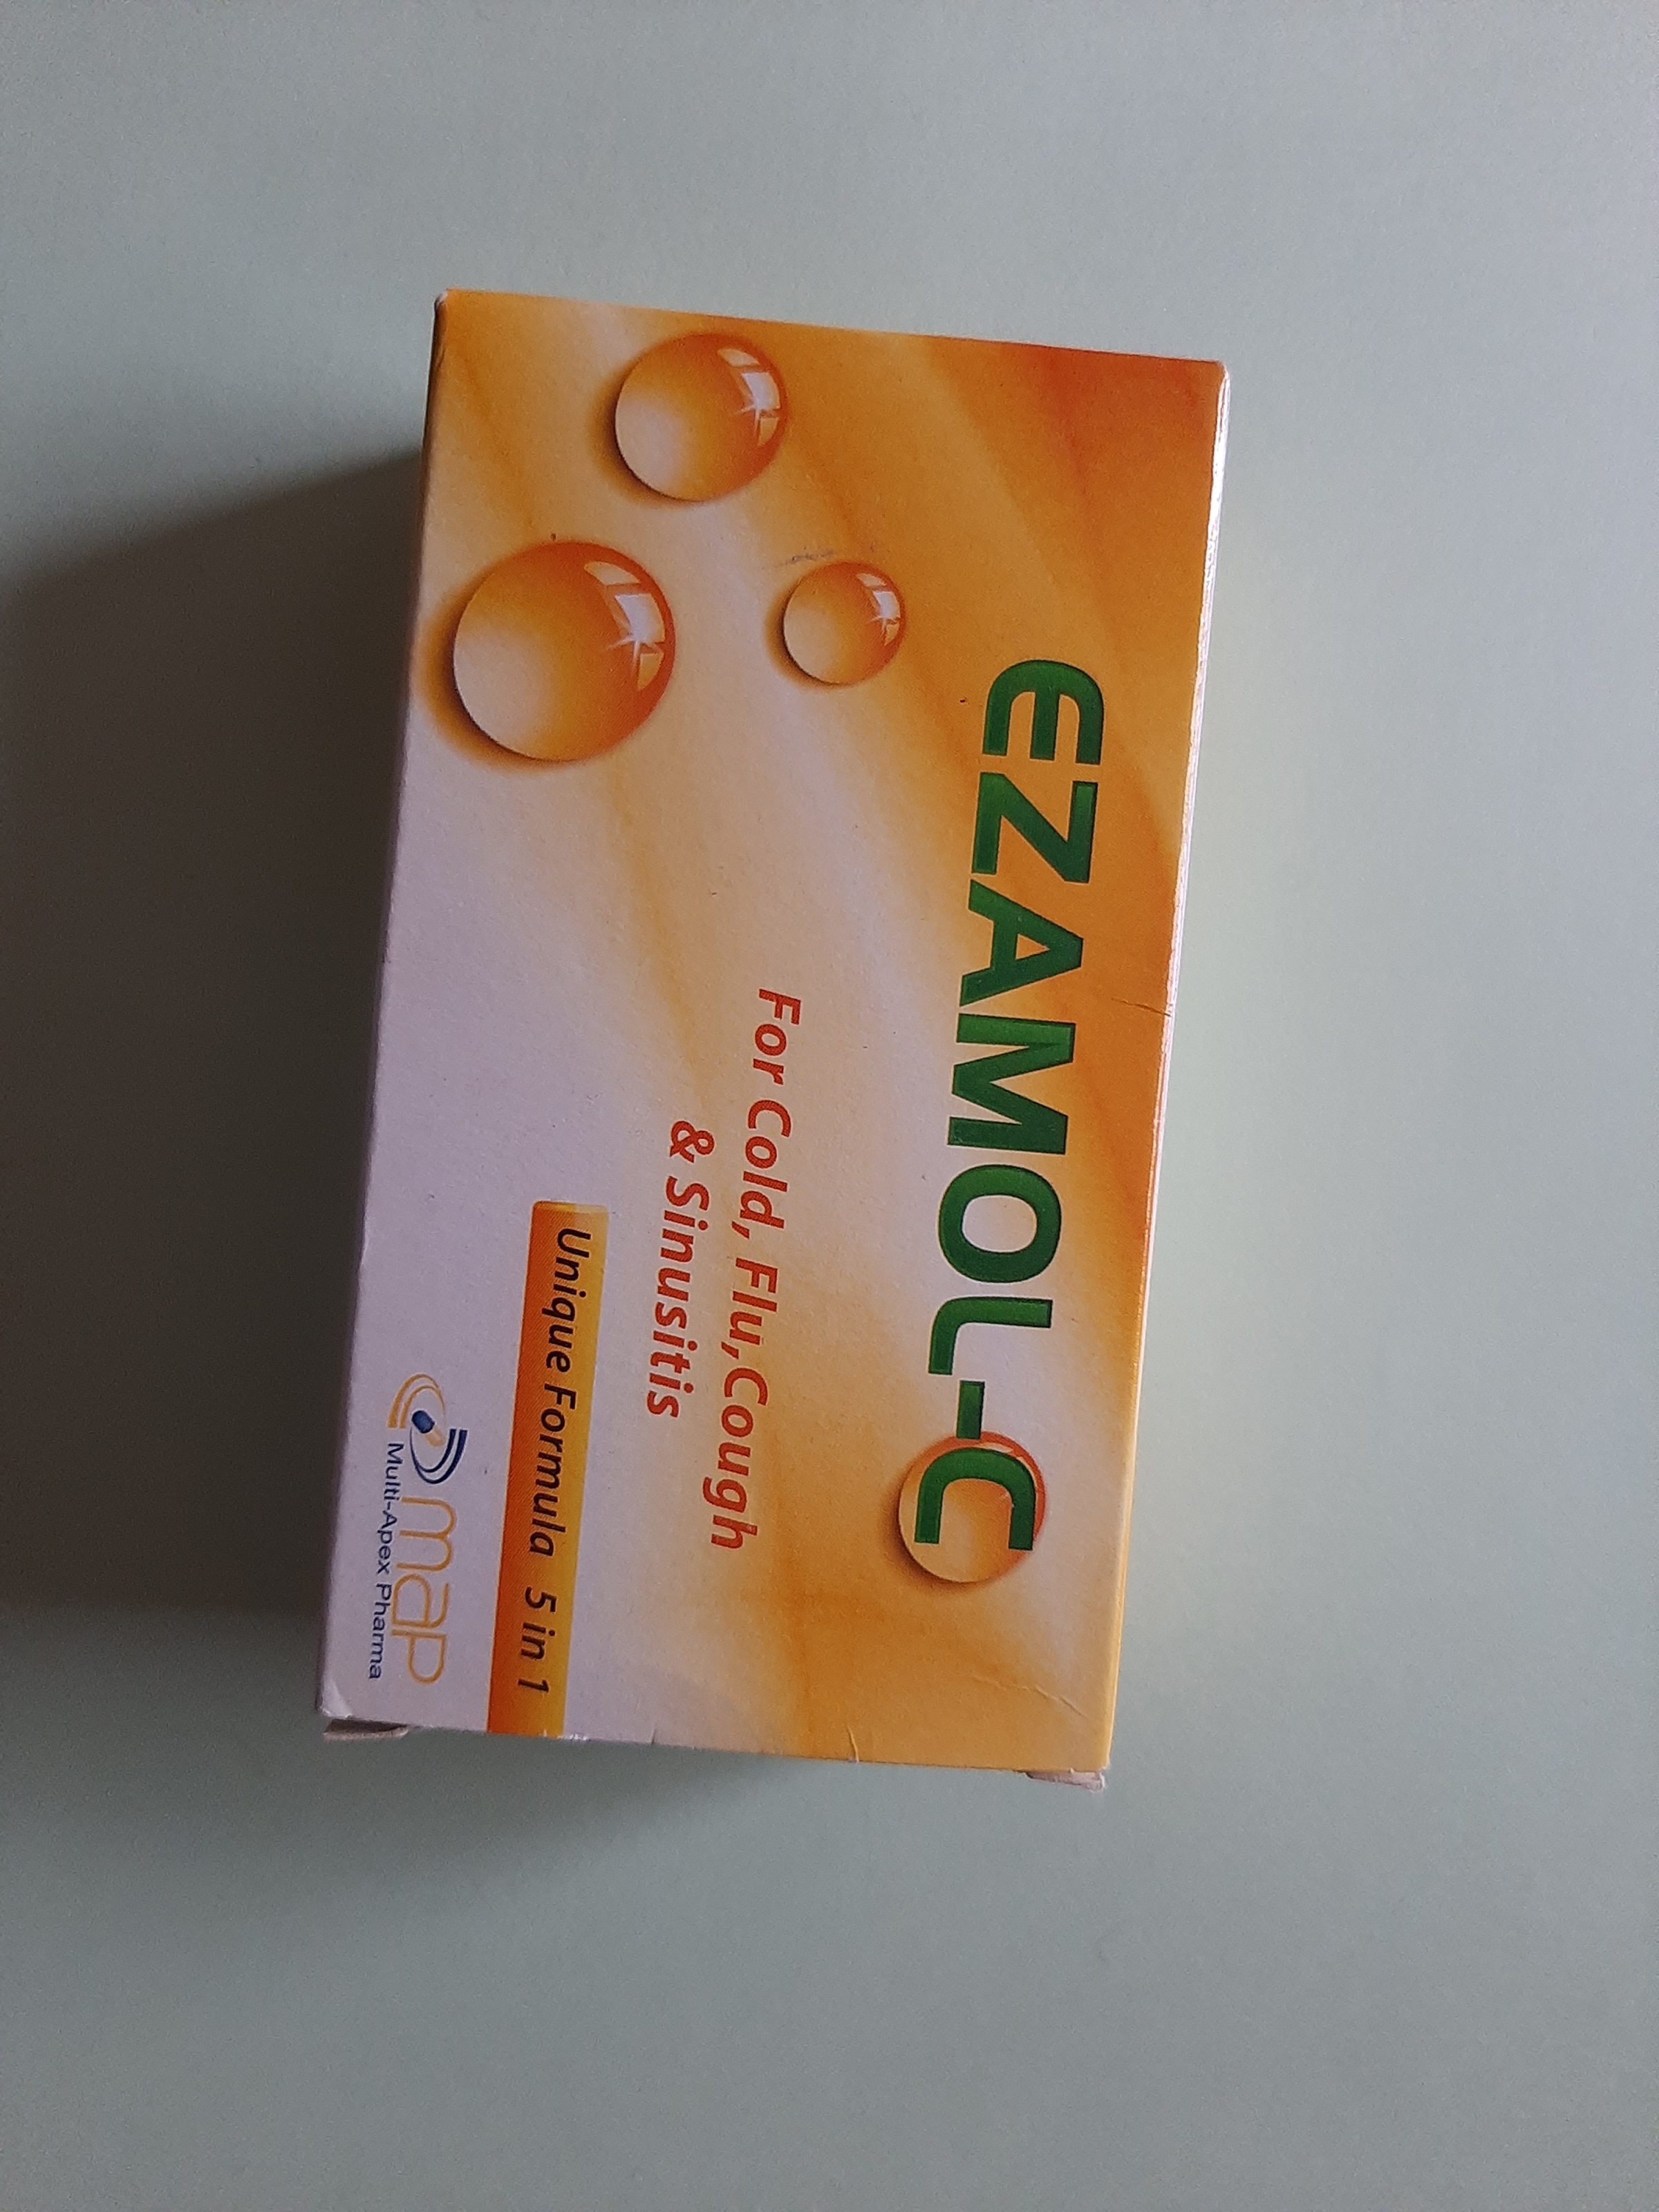 EZAMOL-C
For Cold, Flu, Cough
& Sinusitis
Unique Formula 5 in 1
map
Multi-Apex Pharma